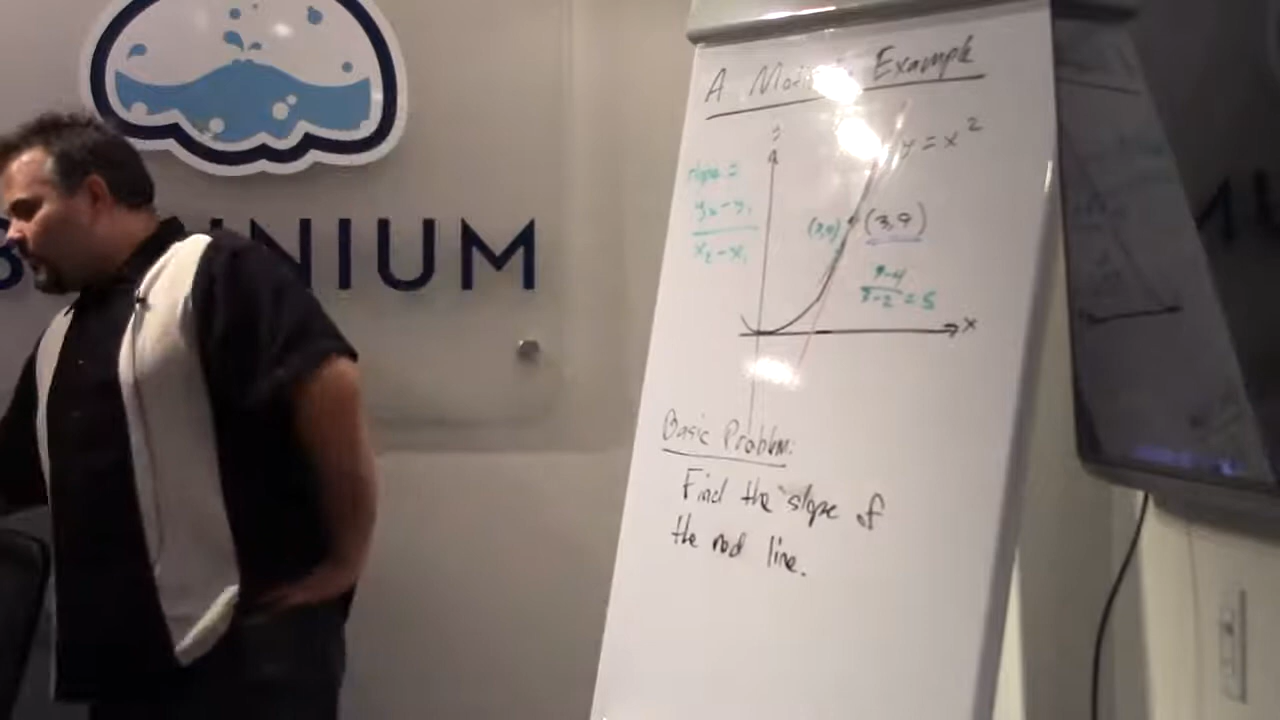 NIUM
A Example
y
y = x²
slope =
y₂-y₁
x₂-x₁
(3,9)
9-4
3-2 = 5
x
Basic Problem:
Find the slope of
the red line.